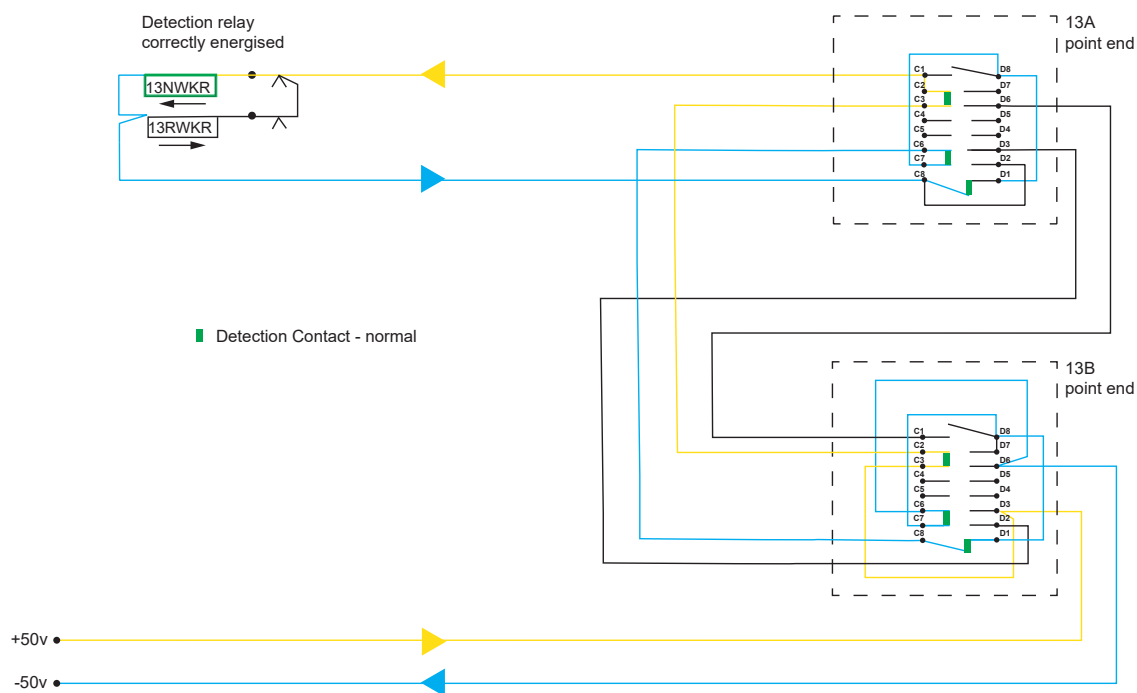 Detection relay
correctly energised
13NWKR
13RWKR
13A
point end
C1
C2
C3
C4
C5
C6
C7
C8
D8
D7
D6
D5
D4
D3
D2
D1
Detection Contact - normal
13B
point end
C1
C2
C3
C4
C5
C6
C7
C8
D8
D7
D6
D5
D4
D3
D2
D1
+50v
-50v